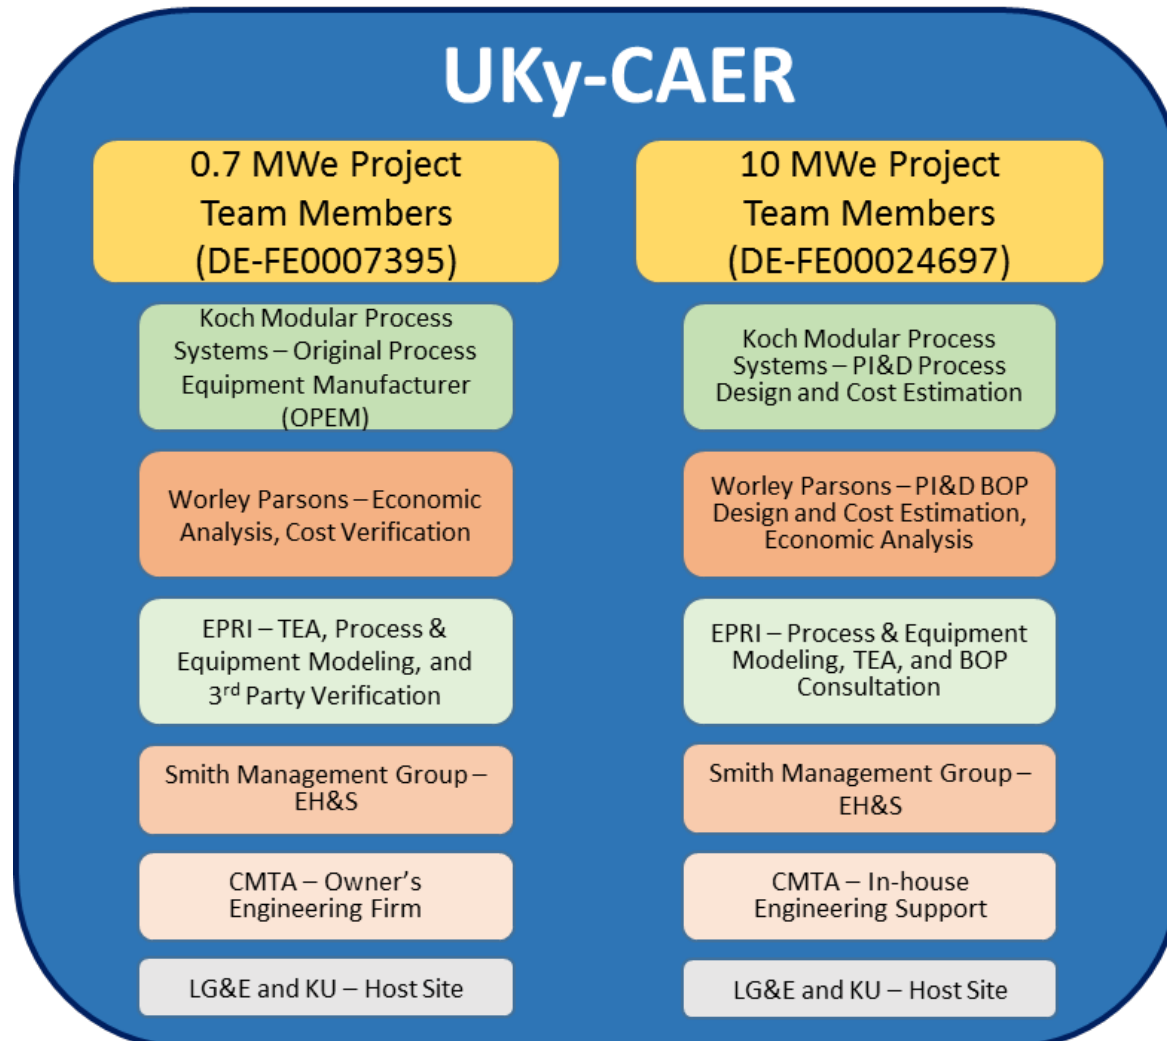 UKy-CAER
0.7 MWe Project
Team Members
(DE-FE0007395)
Koch Modular Process
Systems – Original Process
Equipment Manufacturer
(OPEM)
Worley Parsons – Economic
Analysis, Cost Verification
EPRI – TEA, Process &
Equipment Modeling, and
3rd Party Verification
Smith Management Group –
EH&S
CMTA – Owner's
Engineering Firm
LG&E and KU – Host Site
10 MWe Project
Team Members
(DE-FE00024697)
Koch Modular Process
Systems – PI&D Process
Design and Cost Estimation
Worley Parsons – PI&D BOP
Design and Cost Estimation,
Economic Analysis
EPRI – Process & Equipment
Modeling, TEA, and BOP
Consultation
Smith Management Group –
EH&S
CMTA – In-house
Engineering Support
LG&E and KU – Host Site